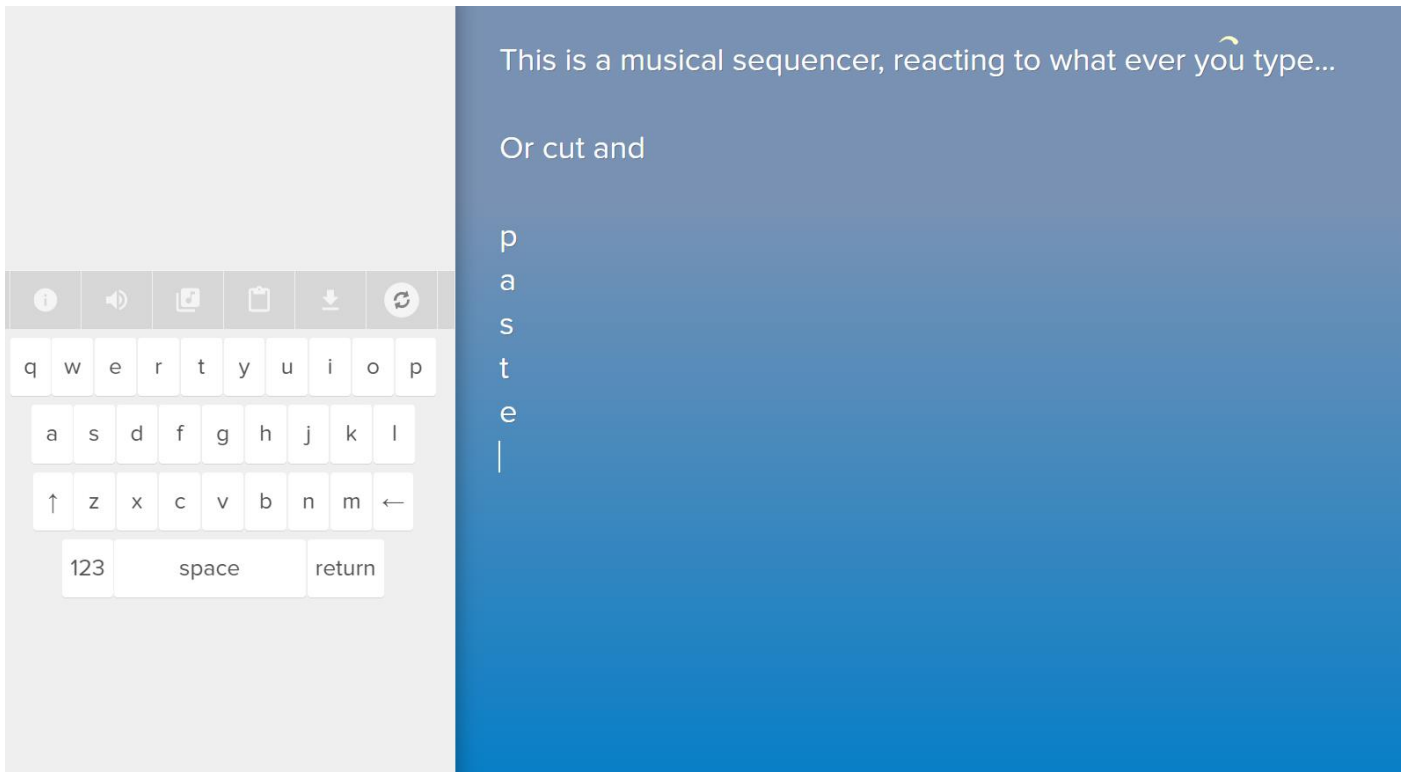 This is a musical sequencer, reacting to what ever you type...
Or cut and
p
a
s
t
e
q w e r t y u i o p
a s d f g h j k l
↑ z x c v b n m ←
123 space return